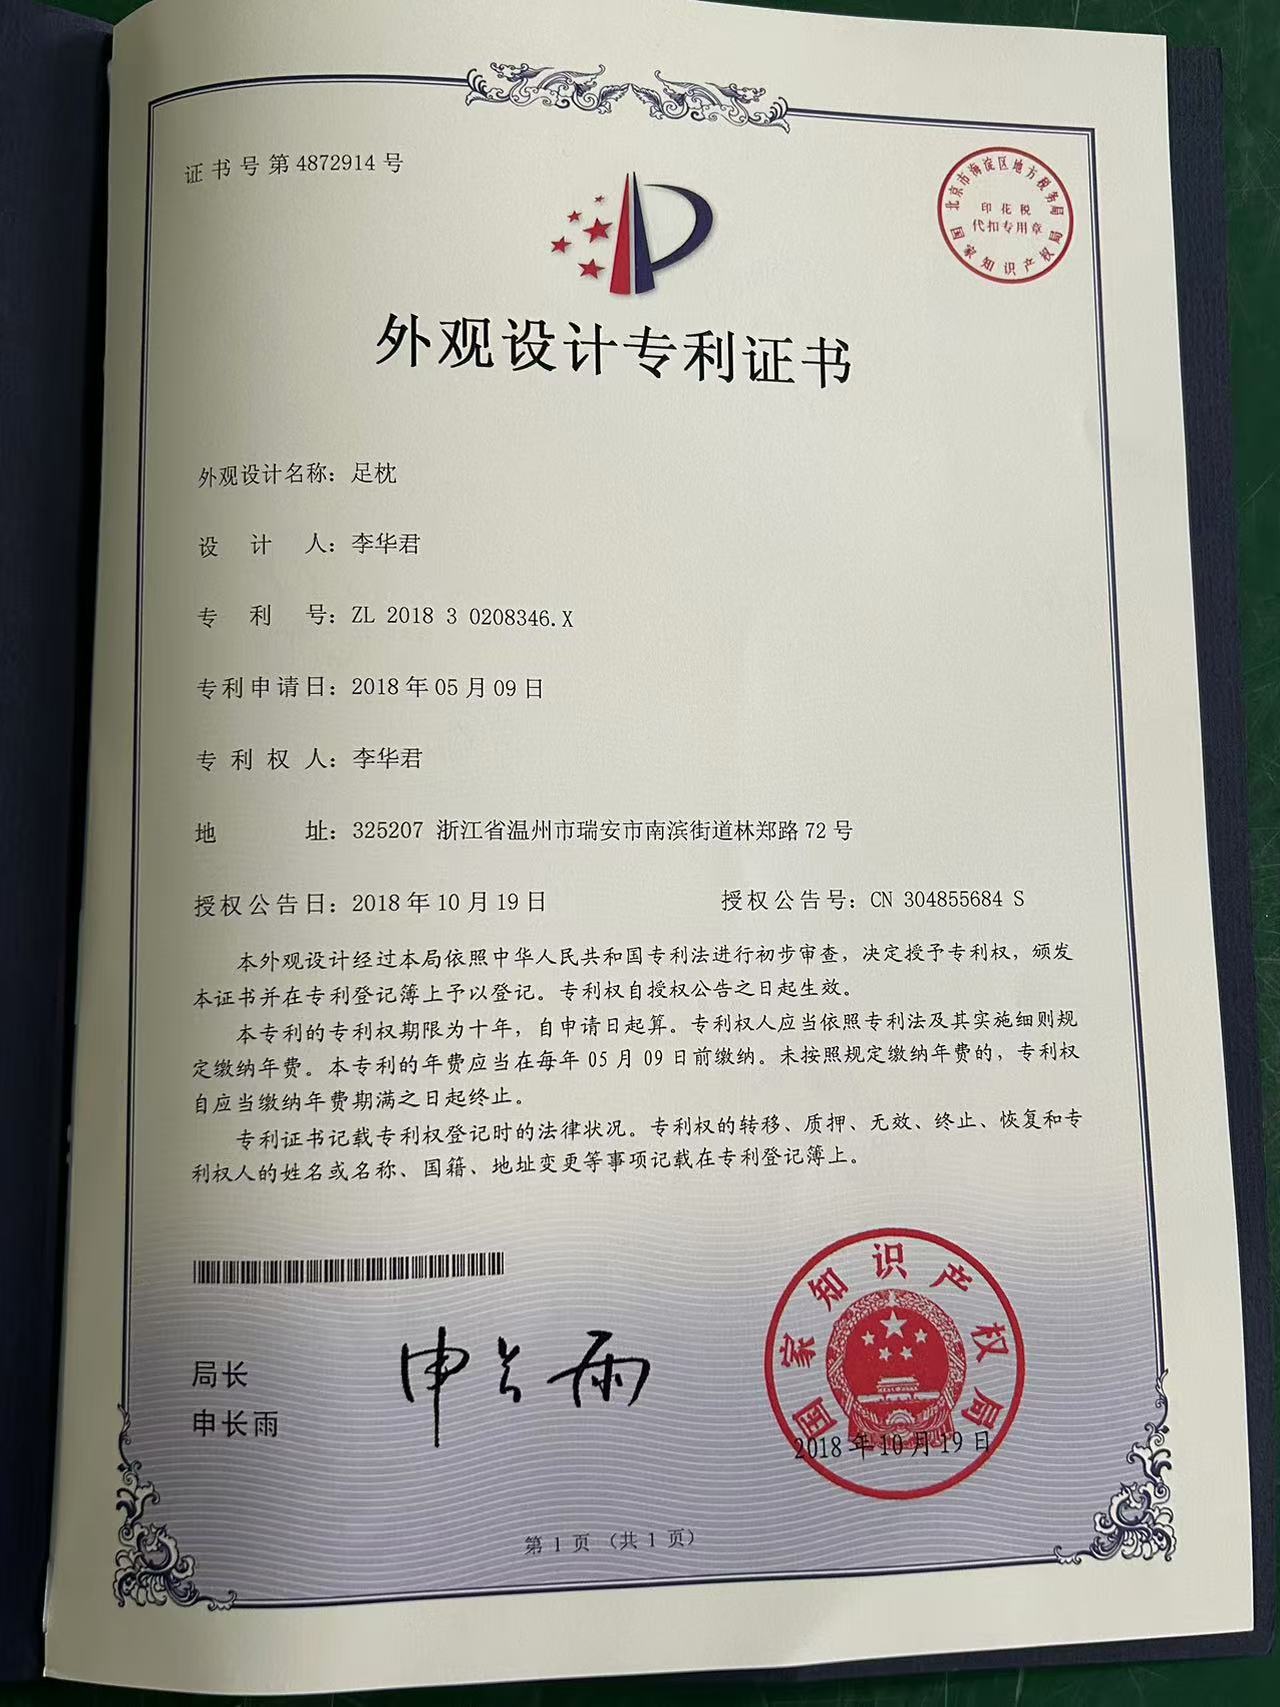 证书号第4872914号
北京市海淀区地方税务局
印花税
代扣专用章
国家知识产权局
外观设计专利证书
外观设计名称：足枕
设计人：李华君
专利号：ZL 2018 3 0208346.X
专利申请日：2018年05月09日
专利权人：李华君
地址：325207 浙江省温州市瑞安市南滨街道林郑路72号
授权公告日：2018年10月19日 授权公告号：CN 304855684 S
本外观设计经过本局依照中华人民共和国专利法进行初步审查，决定授予专利权，颁发
本证书并在专利登记簿上予以登记。专利权自授权公告之日起生效。
本专利的专利权期限为十年，自申请日起算。专利权人应当依照专利法及其实施细则规
定缴纳年费。本专利的年费应当在每年05月09日前缴纳。未按照规定缴纳年费的，专利权
自应当缴纳年费期满之日起终止。
专利证书记载专利权登记时的法律状况。专利权的转移、质押、无效、终止、恢复和专
利权人的姓名或名称、国籍、地址变更等事项记载在专利登记簿上。
局长
申长雨
申长雨
国家知识产权局
2018年10月19日
第1页（共1页）